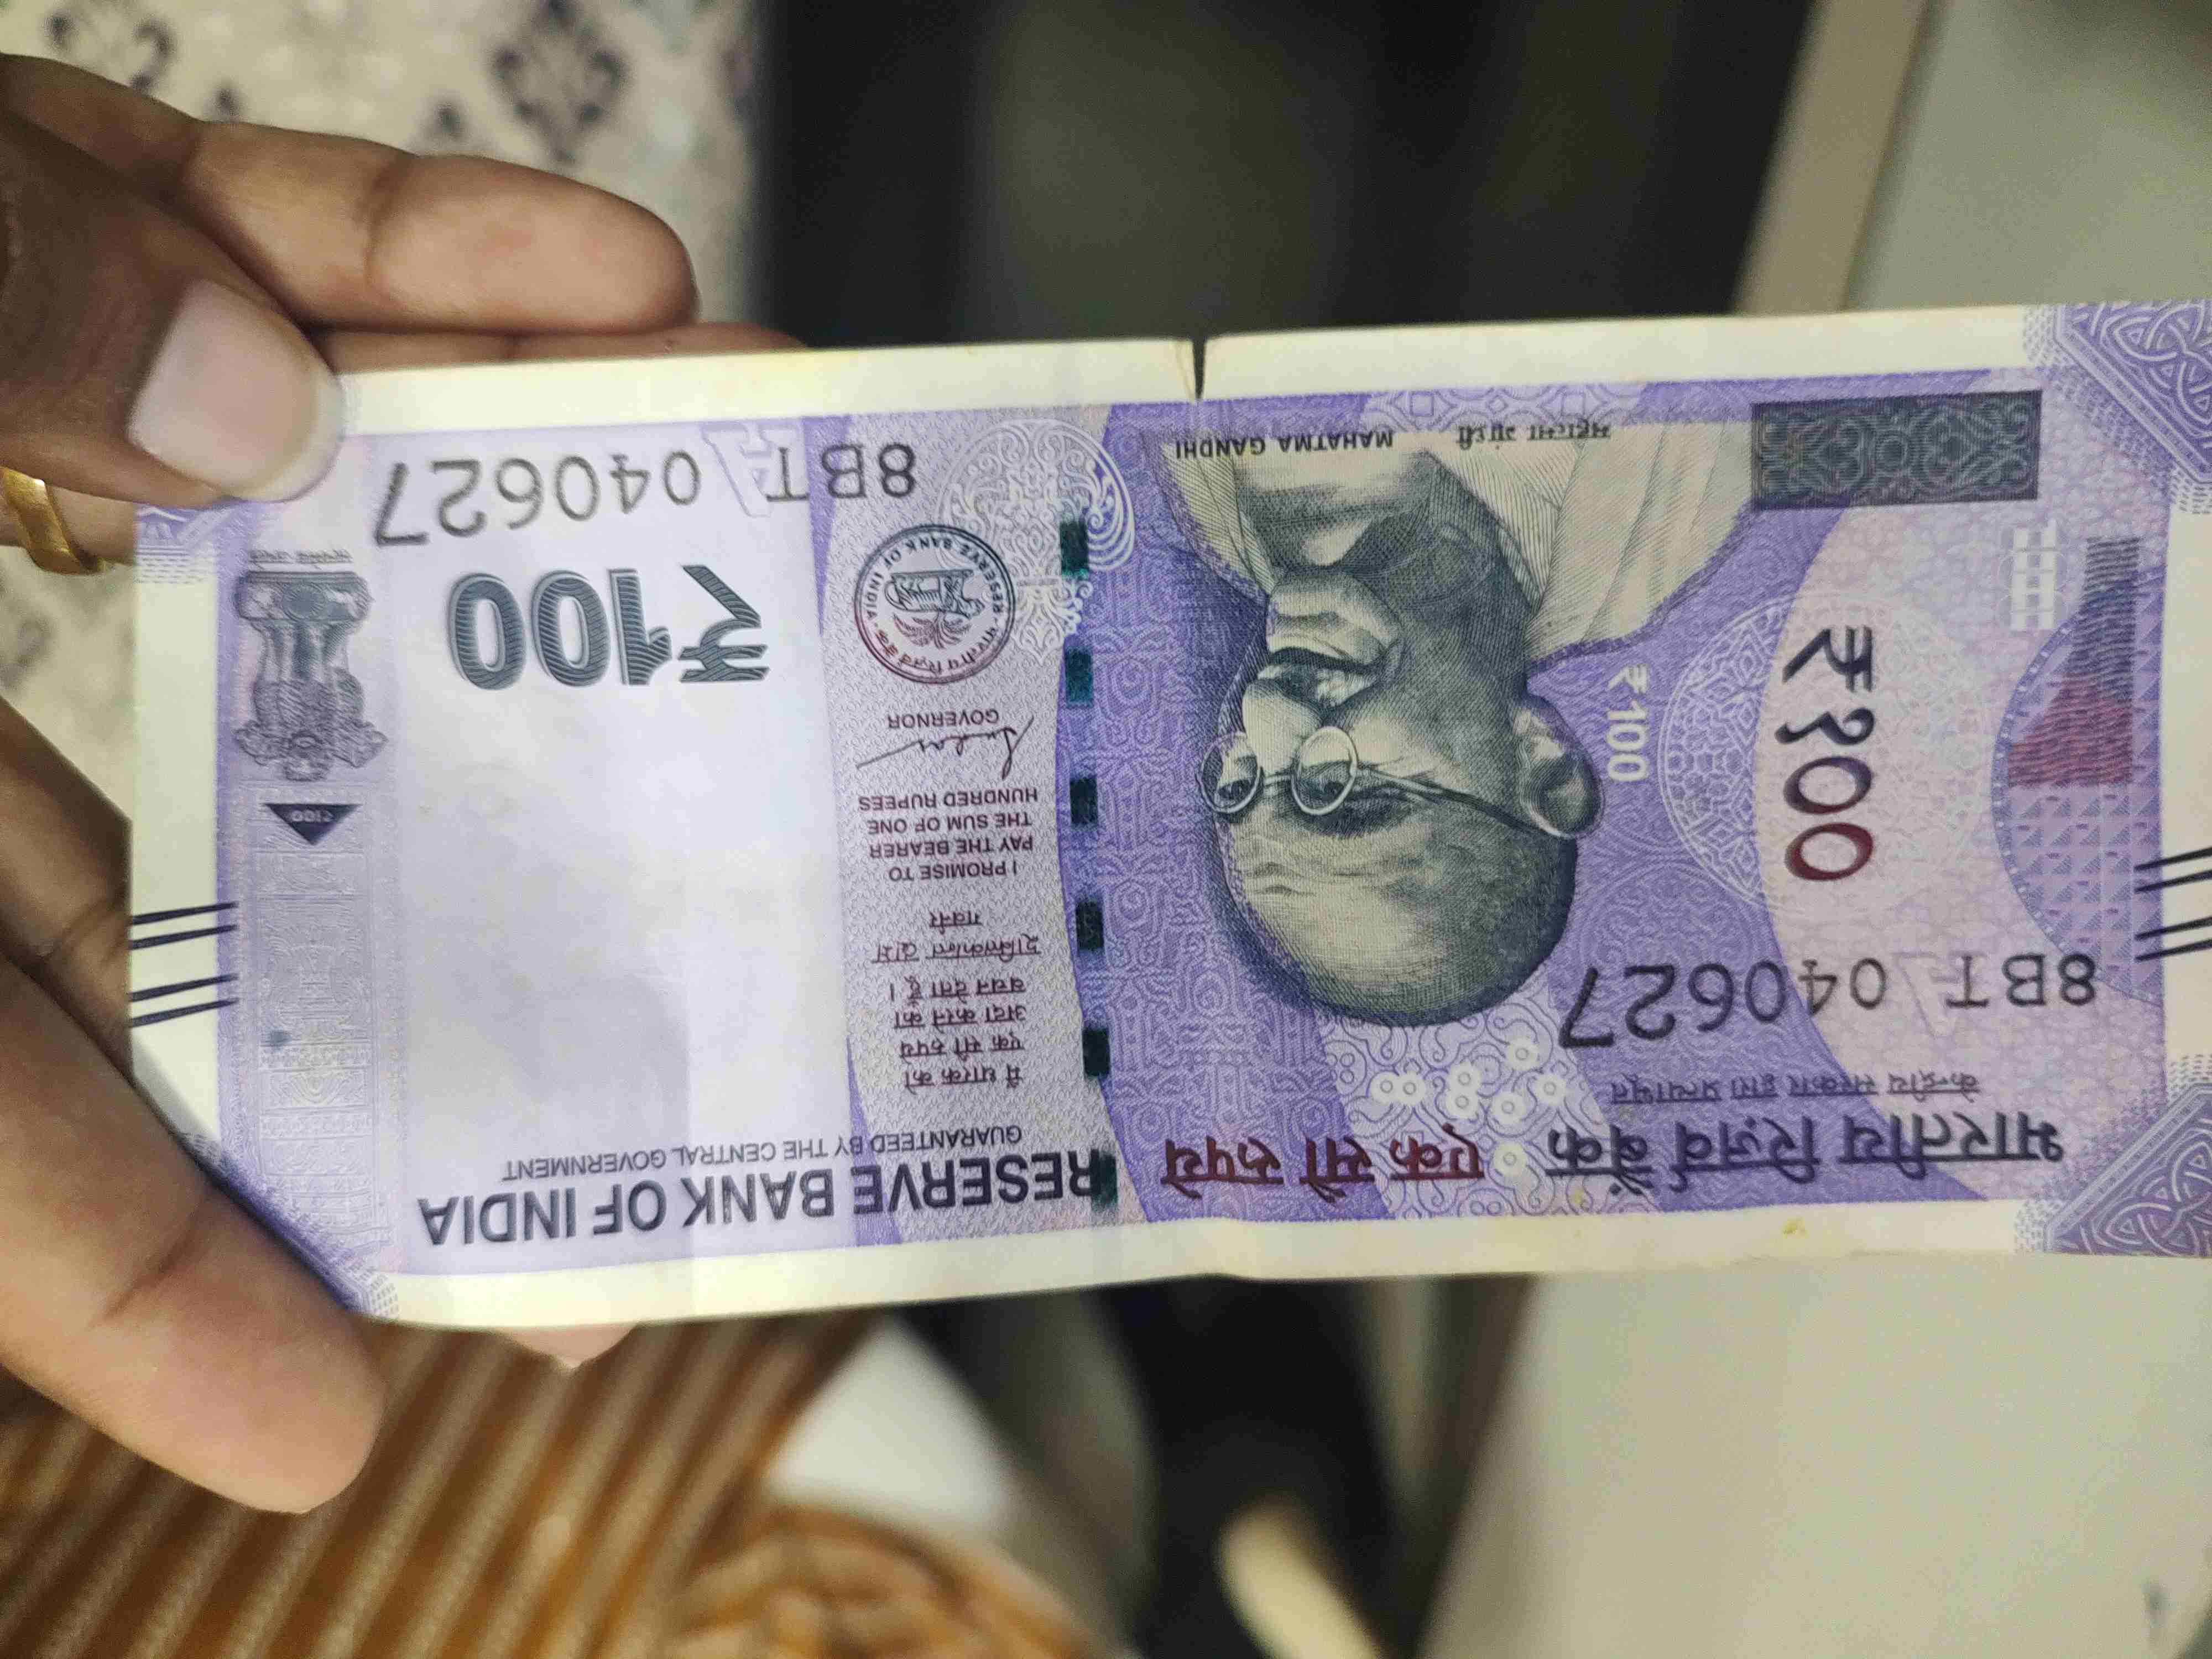 भारतीय रिज़र्व बैंक
केन्द्रीय सरकार द्वारा प्रत्याभूत
एक सौ रुपये
RESERVE BANK OF INDIA
GUARANTEED BY THE CENTRAL GOVERNMENT
8BT 040627
₹१००
₹100
मैं धारक को
एक सौ रुपये
अदा करने का
वचन देता हूँ।
शक्तिकान्त दास
गवर्नर
I PROMISE TO
PAY THE BEARER
THE SUM OF ONE
HUNDRED RUPEES
GOVERNOR
भारतीय रिज़र्व बैंक
RESERVE BANK OF INDIA
₹100
₹100
महात्मा गांधी MAHATMA GANDHI
8BT 040627
सत्यमेव जयते